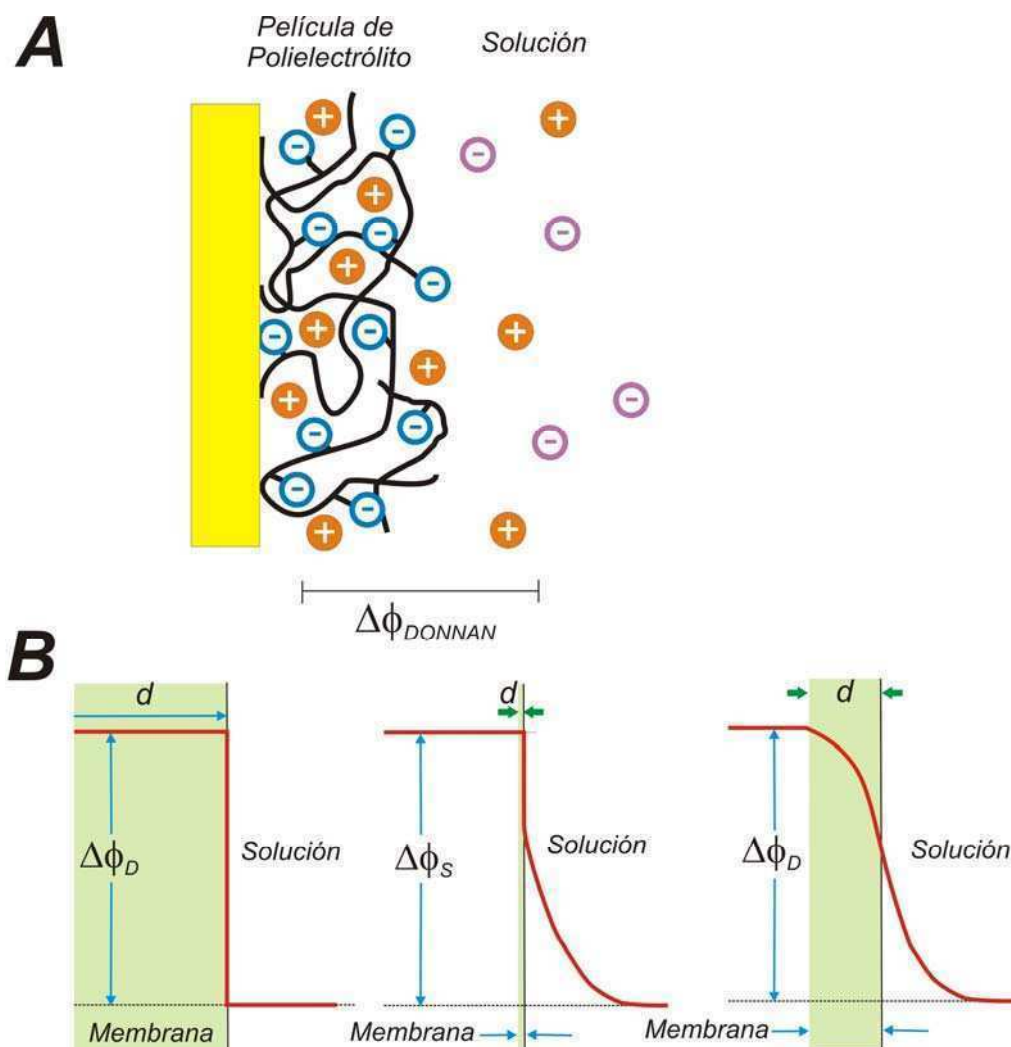 A
Película de
Polielectrólito
Solución
+
-
-
+
-
+
-
-
-
+
-
-
+
-
+
+
+
-
-
-
-
-
-
+
+
ΔϕDONNAN
B
d
ΔϕD
Solución
Membrana
d
ΔϕS
Solución
Membrana
d
ΔϕD
Solución
Membrana